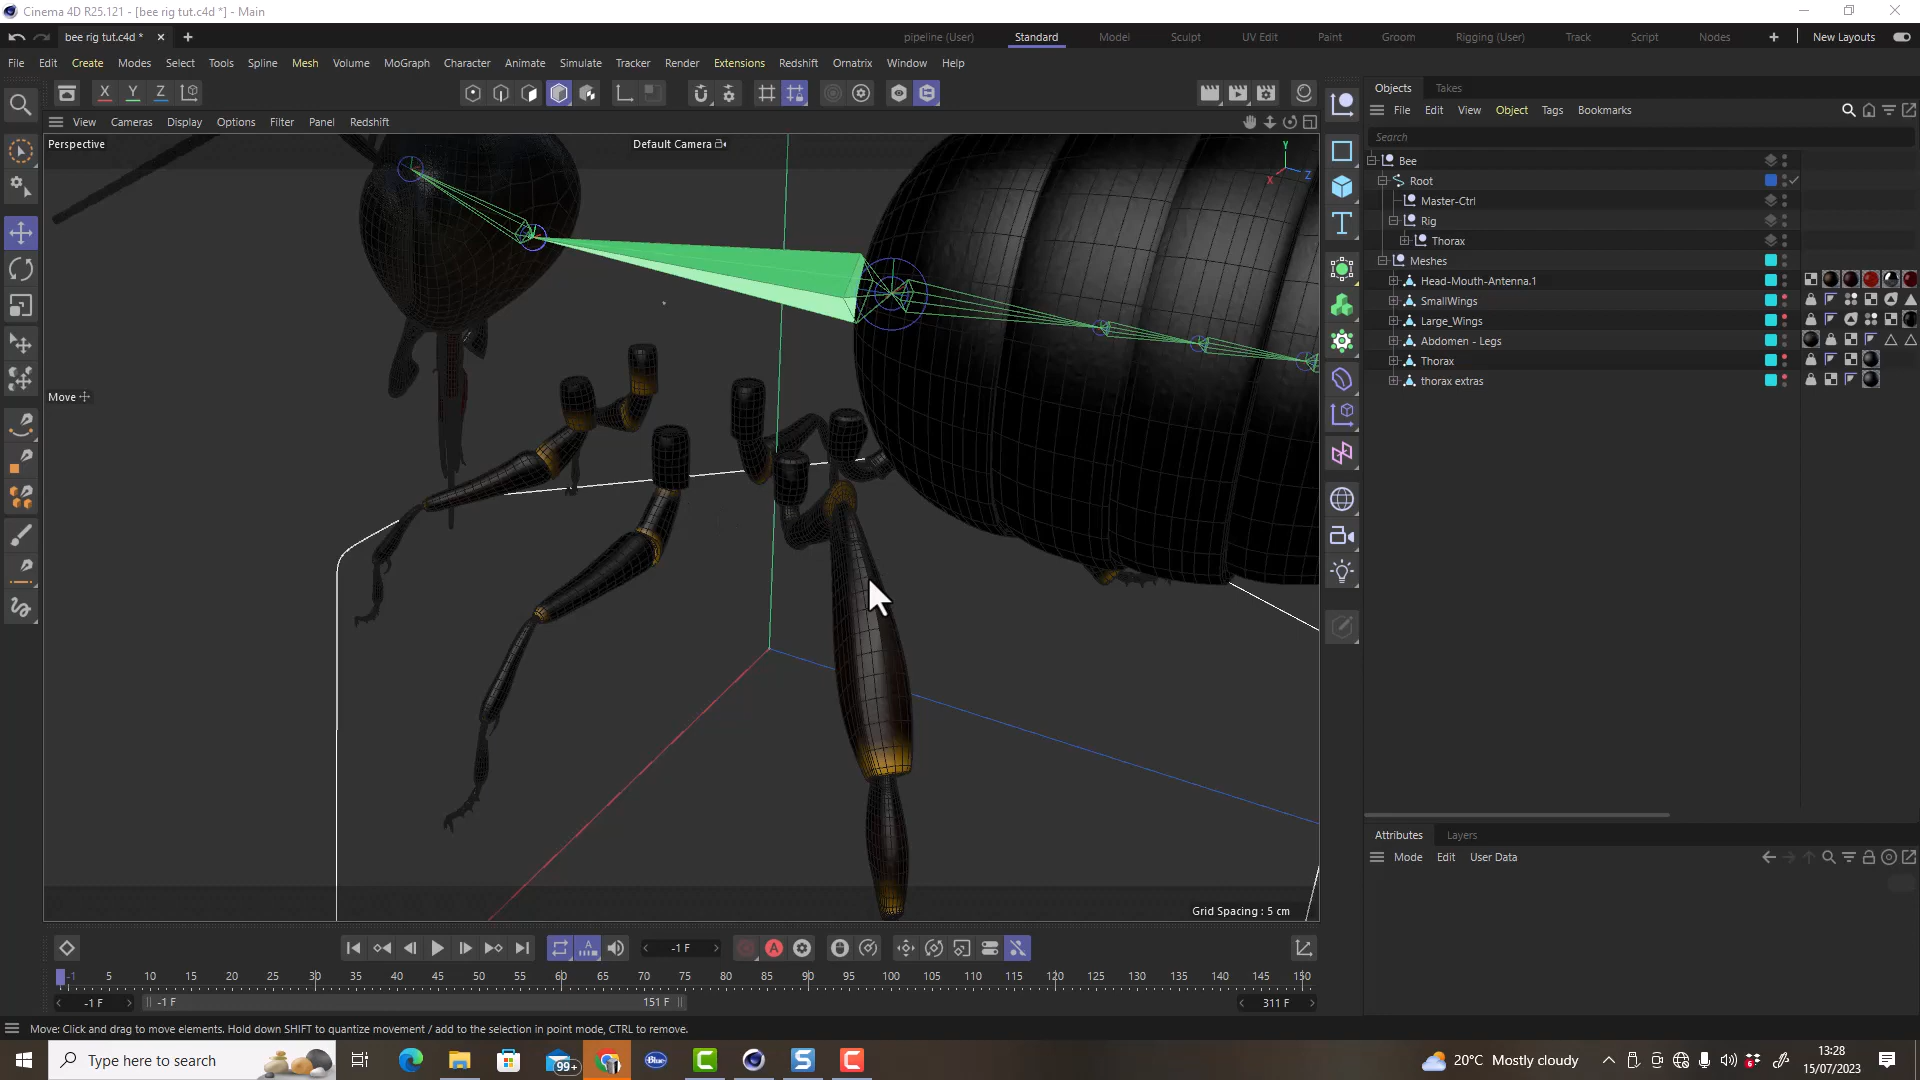 Cinema 4D R25.121 - [bee rig tut.c4d *] - Main
bee rig tut.c4d *
pipeline (User) Standard Model Sculpt UV Edit Paint Groom Rigging (User) Track Script Nodes New Layouts
File Edit Create Modes Select Tools Spline Mesh Volume MoGraph Character Animate Simulate Tracker Render Extensions Redshift Ornatrix Window Help
X Y Z
Objects Takes
File Edit View Object Tags Bookmarks
View Cameras Display Options Filter Panel Redshift
Search
Perspective
Default Camera
Y
X
Z
Bee
Root
Master-Ctrl
Rig
Thorax
Meshes
Head-Mouth-Antenna.1
SmallWings
Large_Wings
Abdomen - Legs
Thorax
thorax extras
Move
Grid Spacing : 5 cm
Attributes Layers
Mode Edit User Data
-1 F
-1 5 10 15 20 25 30 35 40 45 50 55 60 65 70 75 80 85 90 95 100 105 110 115 120 125 130 135 140 145 150
-1 F -1 F 151 F 311 F
Move: Click and drag to move elements. Hold down SHIFT to quantize movement / add to the selection in point mode, CTRL to remove.
Type here to search
99+
20°C Mostly cloudy
13:28
15/07/2023